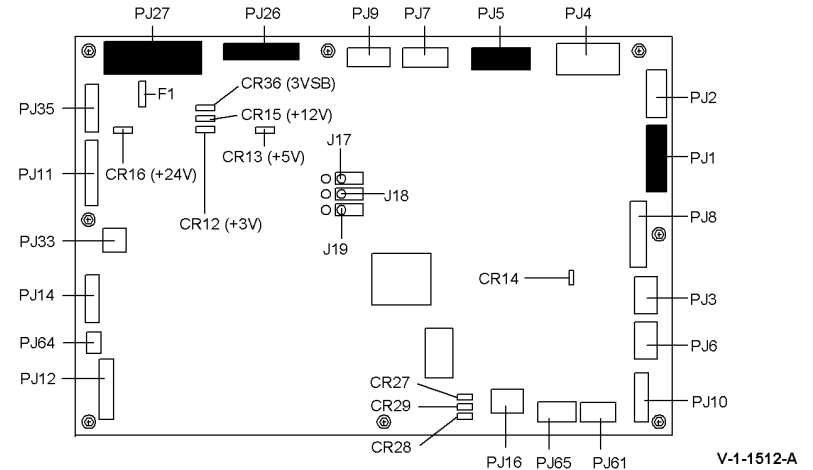 PJ27 PJ26 PJ9 PJ7 PJ5 PJ4
CR36 (3VSB)
F1
PJ2
PJ35
CR15 (+12V)
J17
CR13 (+5V)
PJ1
PJ11
CR16 (+24V)
J18
PJ8
CR12 (+3V)
PJ33
J19
CR14
PJ14
PJ3
PJ64
PJ6
PJ12
CR27
CR29
PJ10
CR28
PJ16 PJ65 PJ61
V-1-1512-A